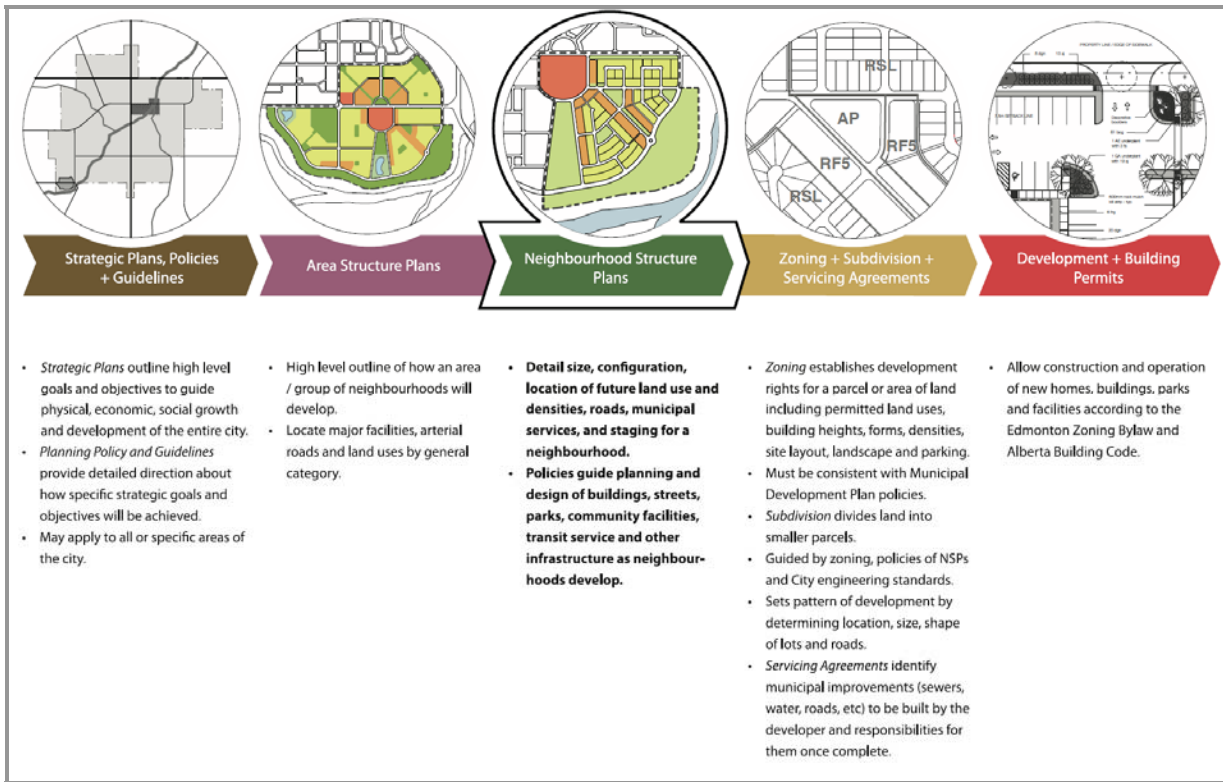 RSL
AP
RF5
RF5
RSL
PROPERTY LINE / EDGE OF SIDEWALK
Strategic Plans, Policies
+ Guidelines
Area Structure Plans
Neighbourhood Structure
Plans
Zoning + Subdivision +
Servicing Agreements
Development + Building
Permits
• Strategic Plans outline high level
goals and objectives to guide
physical, economic, social growth
and development of the entire city.
• Planning Policy and Guidelines
provide detailed direction about
how specific strategic goals and
objectives will be achieved.
• May apply to all or specific areas of
the city.
• High level outline of how an area
/ group of neighbourhoods will
develop.
• Locate major facilities, arterial
roads and land uses by general
category.
• Detail size, configuration,
location of future land use and
densities, roads, municipal
services, and staging for a
neighbourhood.
• Policies guide planning and
design of buildings, streets,
parks, community facilities,
transit service and other
infrastructure as neighbour-
hoods develop.
• Zoning establishes development
rights for a parcel or area of land
including permitted land uses,
building heights, forms, densities,
site layout, landscape and parking.
• Must be consistent with Municipal
Development Plan policies.
• Subdivision divides land into
smaller parcels.
• Guided by zoning, policies of NSPs
and City engineering standards.
• Sets pattern of development by
determining location, size, shape
of lots and roads.
• Servicing Agreements identify
municipal improvements (sewers,
water, roads, etc) to be built by the
developer and responsibilities for
them once complete.
• Allow construction and operation
of new homes, buildings, parks
and facilities according to the
Edmonton Zoning Bylaw and
Alberta Building Code.